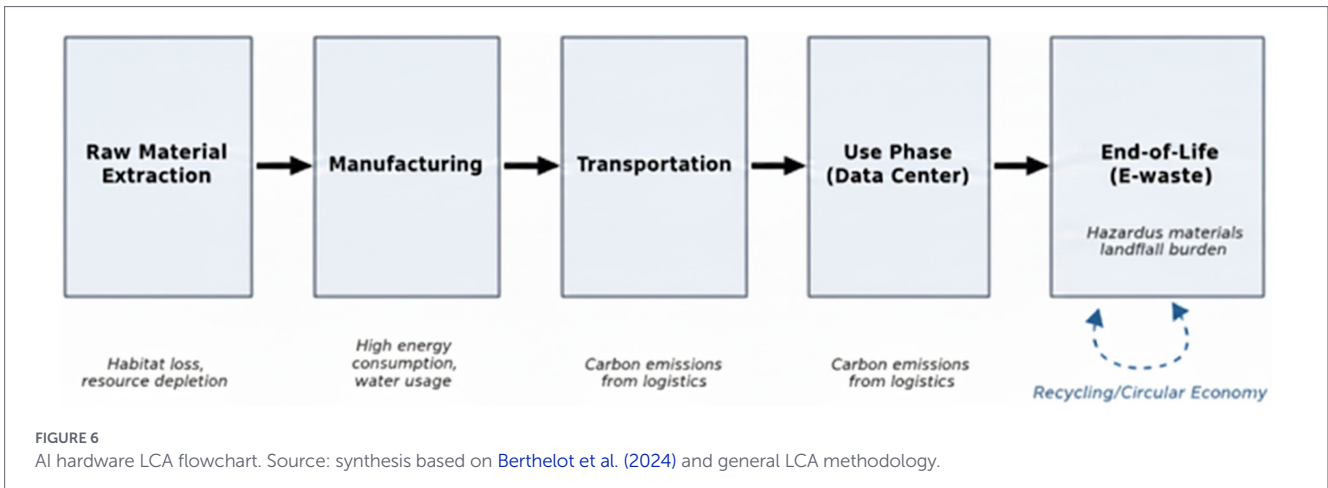 Raw Material
Extraction
Manufacturing
Transportation
Use Phase
(Data Center)
End-of-Life
(E-waste)
Hazardus materials
landflall burden
Habitat loss,
resource depletion
High energy
consumption,
water usage
Carbon emissions
from logistics
Carbon emissions
from logistics
Recycling/Circular Economy
FIGURE 6
AI hardware LCA flowchart. Source: synthesis based on Berthelot et al. (2024) and general LCA methodology.